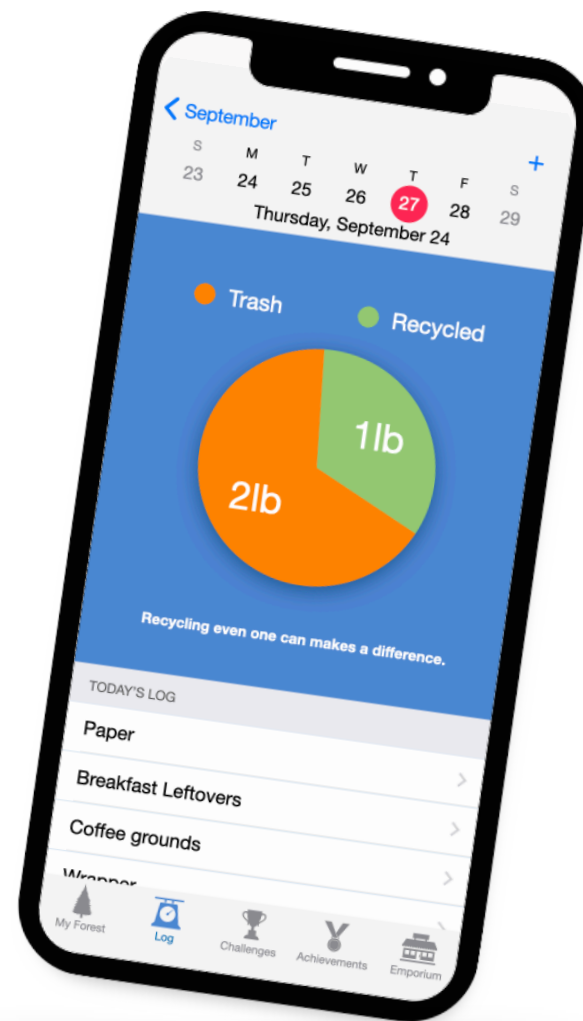 September
+
S M T W T F S
23 24 25 26 27 28 29
Thursday, September 24
Trash Recycled
1lb
2lb
Recycling even one can makes a difference.
TODAY'S LOG
Paper
Breakfast Leftovers
Coffee grounds
Wrapper
My Forest Log Challenges Achievements Emporium